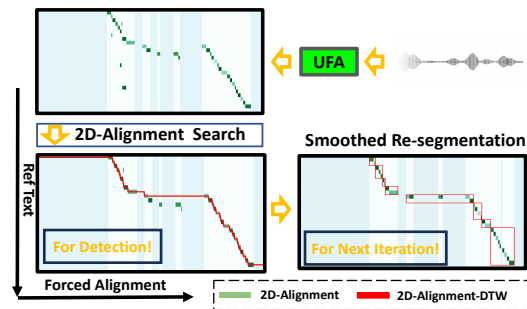 UFA
2D-Alignment Search
Smoothed Re-segmentation
Ref Text
For Detection!
For Next Iteration!
Forced Alignment
2D-Alignment
2D-Alignment-DTW